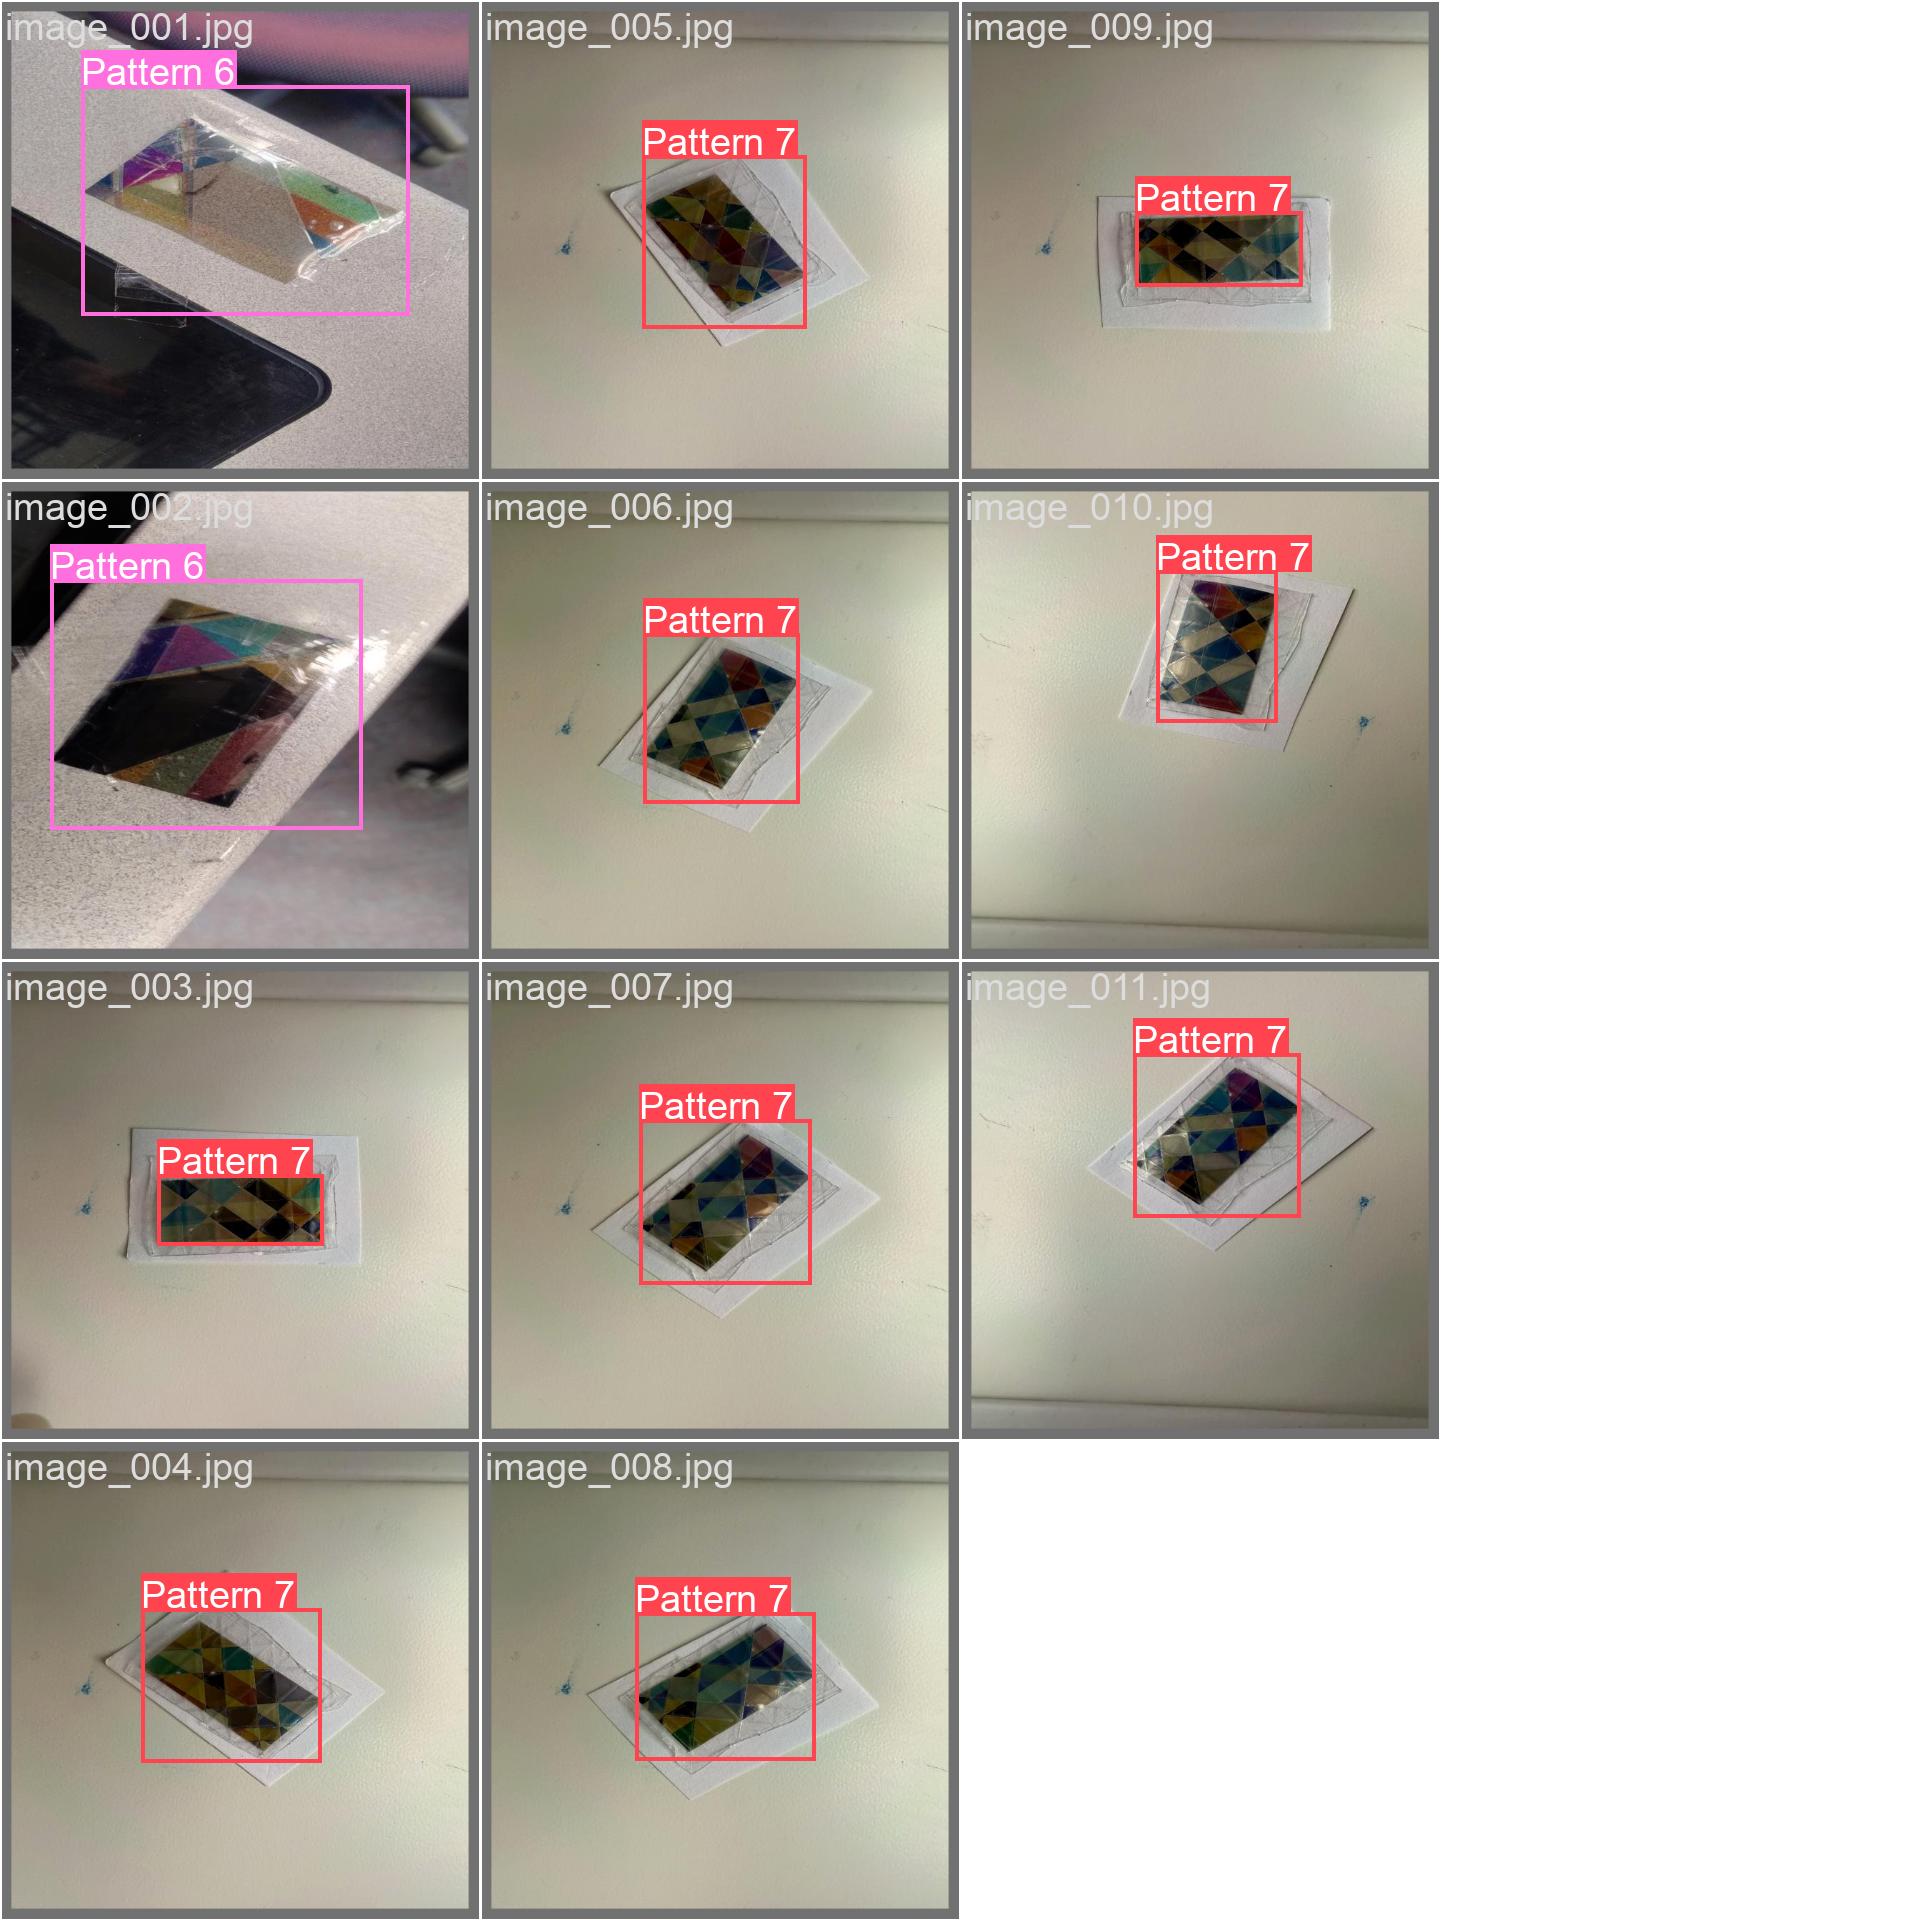 image_001.jpg
Pattern 6
image_005.jpg
Pattern 7
image_009.jpg
Pattern 7
image_002.jpg
Pattern 6
image_006.jpg
Pattern 7
image_010.jpg
Pattern 7
image_003.jpg
Pattern 7
image_007.jpg
Pattern 7
image_011.jpg
Pattern 7
image_004.jpg
Pattern 7
image_008.jpg
Pattern 7